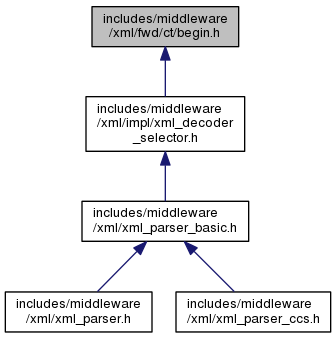 includes/middleware
/xml/fwd/ct/begin.h
includes/middleware
/xml/impl/xml_decoder
_selector.h
includes/middleware
/xml/xml_parser_basic.h
includes/middleware
/xml/xml_parser.h
includes/middleware
/xml/xml_parser_ccs.h